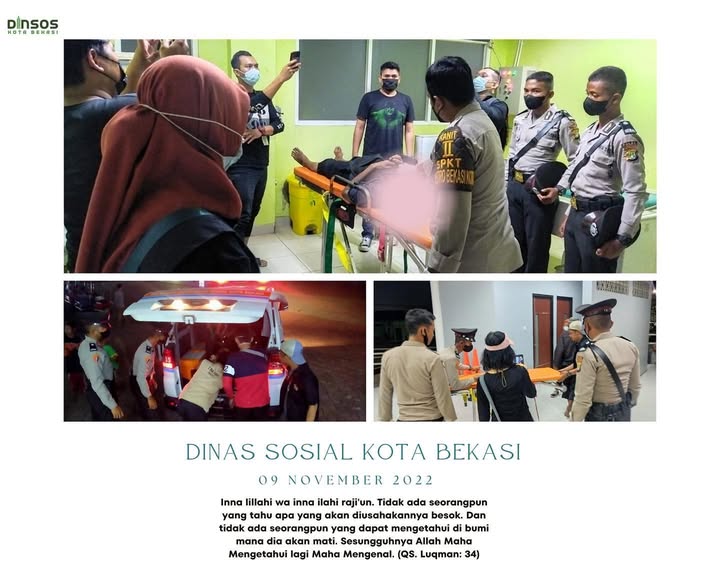 DINSOS
KOTA BEKASI
KANIT
II
SPKT
DINAS SOSIAL KOTA BEKASI
09 NOVEMBER 2022
Inna lillahi wa inna ilahi raji'un. Tidak ada seorangpun
yang tahu apa yang akan diusahakannya besok. Dan
tidak ada seorangpun yang dapat mengetahui di bumi
mana dia akan mati. Sesungguhnya Allah Maha
Mengetahui lagi Maha Mengenal. (QS. Luqman: 34)